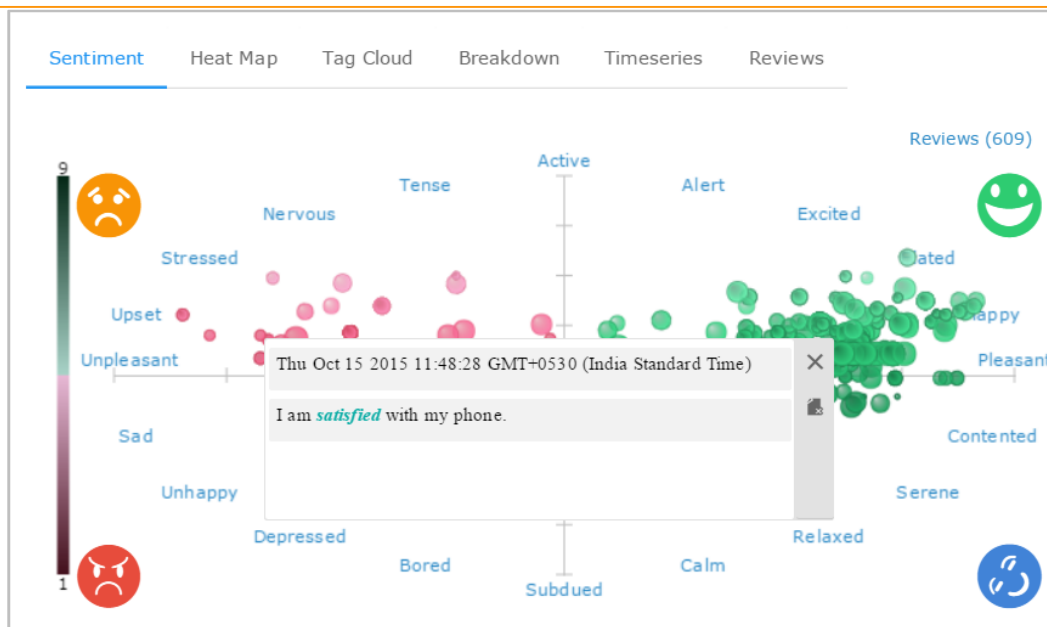 Sentiment Heat Map Tag Cloud Breakdown Timeseries Reviews
Reviews (609)
9
Active
Tense
Alert
Nervous
Excited
Stressed
lated
Upset
appy
Unpleasant
Pleasant
Thu Oct 15 2015 11:48:28 GMT+0530 (India Standard Time)
I am satisfied with my phone.
Sad
Contented
Unhappy
Serene
Depressed
Relaxed
Bored
Calm
1
Subdued